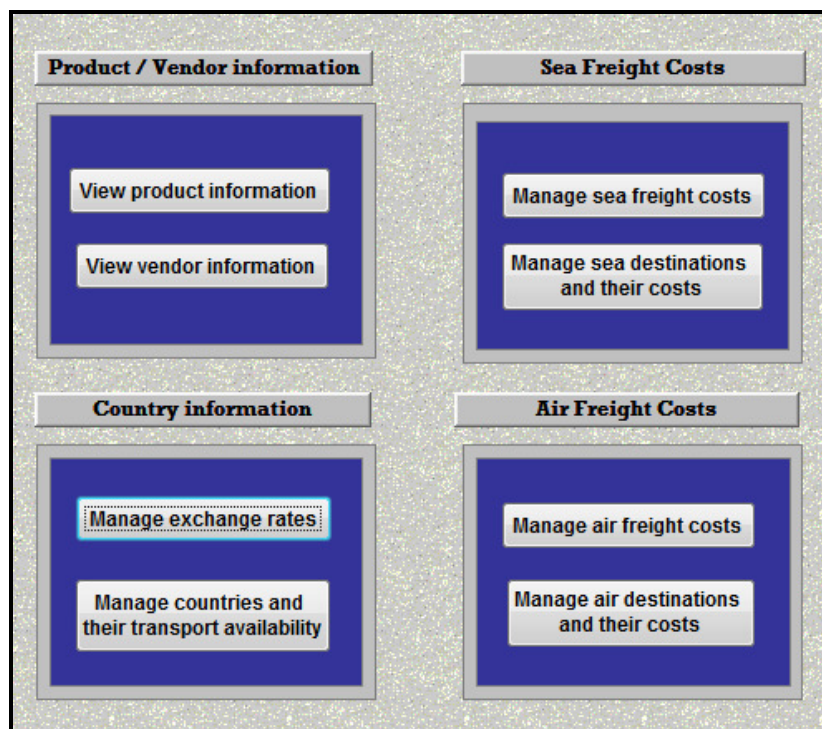 Product / Vendor information
View product information
View vendor information
Sea Freight Costs
Manage sea freight costs
Manage sea destinations
and their costs
Country information
Manage exchange rates
Manage countries and
their transport availability
Air Freight Costs
Manage air freight costs
Manage air destinations
and their costs